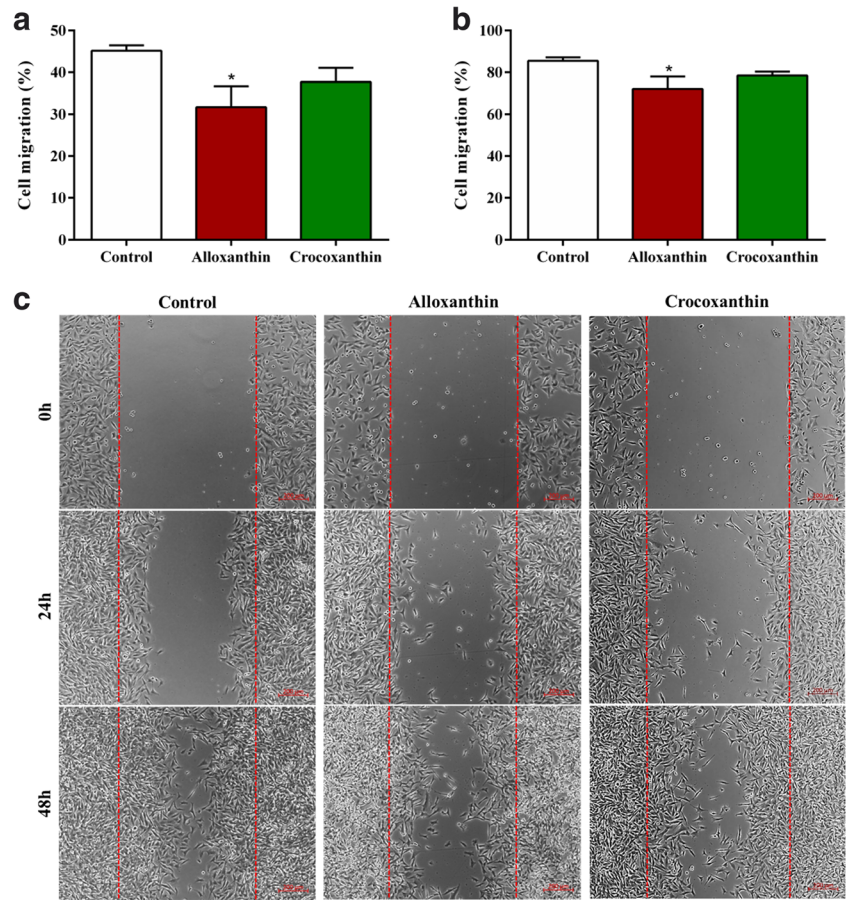 a
50
40
30
20
10
0
Cell migration (%)
*
Control
Alloxanthin
Crocoxanthin
b
100
80
60
40
20
0
Cell migration (%)
*
Control
Alloxanthin
Crocoxanthin
c
Control
Alloxanthin
Crocoxanthin
0h
24h
48h